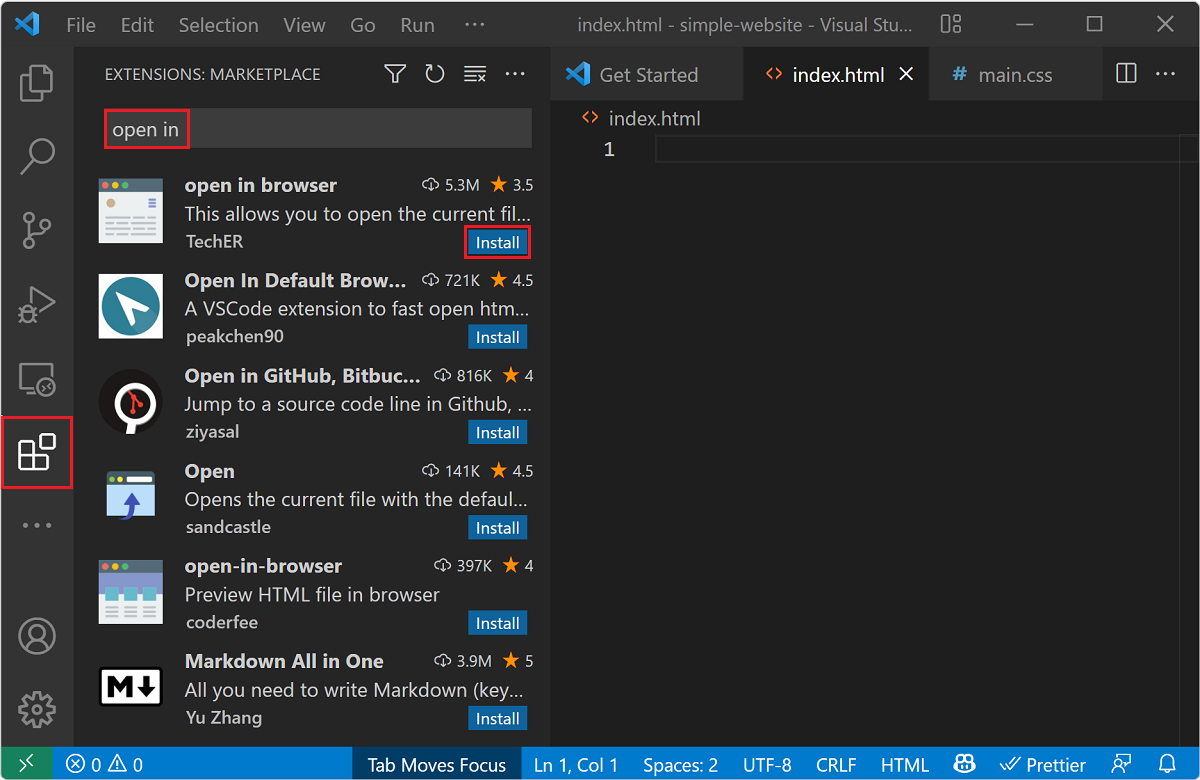 File Edit Selection View Go Run ··· index.html - simple-website - Visual Stu...
EXTENSIONS: MARKETPLACE
Get Started
index.html
# main.css
open in
index.html
1
open in browser 5.3M ★ 3.5
This allows you to open the current fil...
TechER Install
Open In Default Brow... 721K ★ 4.5
A VSCode extension to fast open htm...
peakchen90 Install
Open in GitHub, Bitbuc... 816K ★ 4
Jump to a source code line in Github, ...
ziyasal Install
Open 141K ★ 4.5
Opens the current file with the defaul...
sandcastle Install
open-in-browser 397K ★ 4
Preview HTML file in browser
coderfee Install
Markdown All in One 3.9M ★ 5
M
All you need to write Markdown (key...
Yu Zhang Install
0 0 Tab Moves Focus Ln 1, Col 1 Spaces: 2 UTF-8 CRLF HTML Prettier